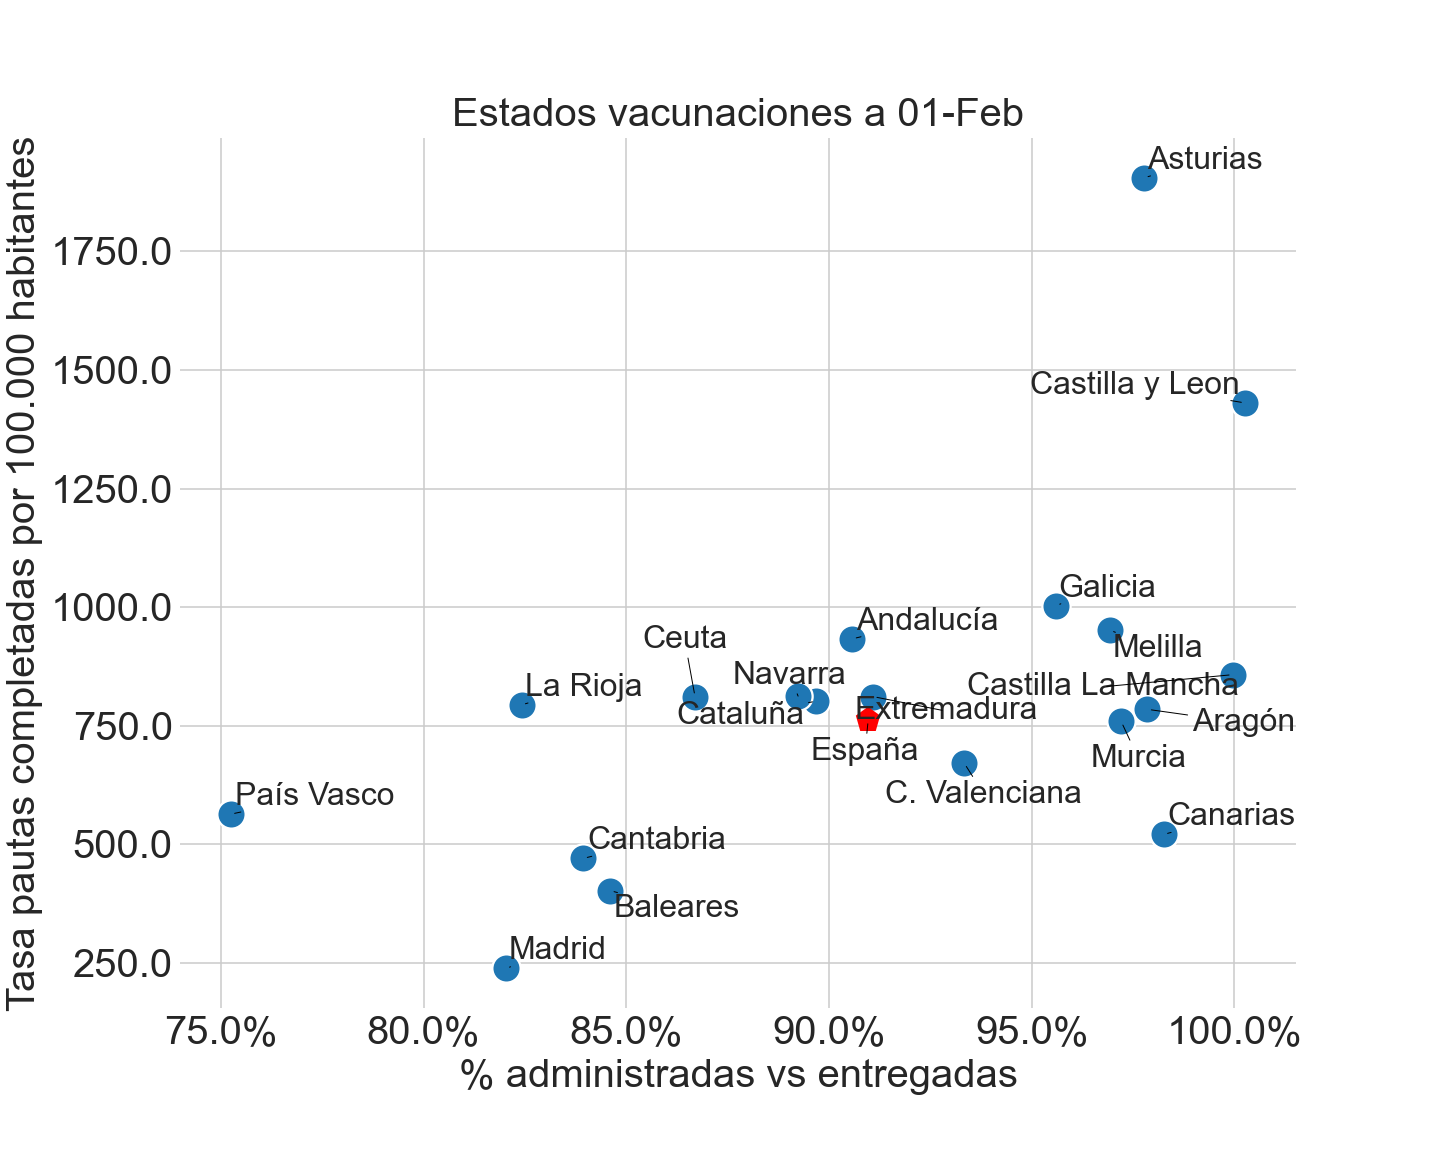 Estados vacunaciones a 01-Feb
Tasa pautas completadas por 100.000 habitantes
1750.0
1500.0
1250.0
1000.0
750.0
500.0
250.0
Asturias
Castilla y Leon
Galicia
Andalucía
Ceuta
Melilla
Navarra
La Rioja
Castilla La Mancha
Cataluña
Extremadura
Aragón
España
Murcia
C. Valenciana
País Vasco
Canarias
Cantabria
Baleares
Madrid
75.0%
80.0%
85.0%
90.0%
95.0%
100.0%
% administradas vs entregadas